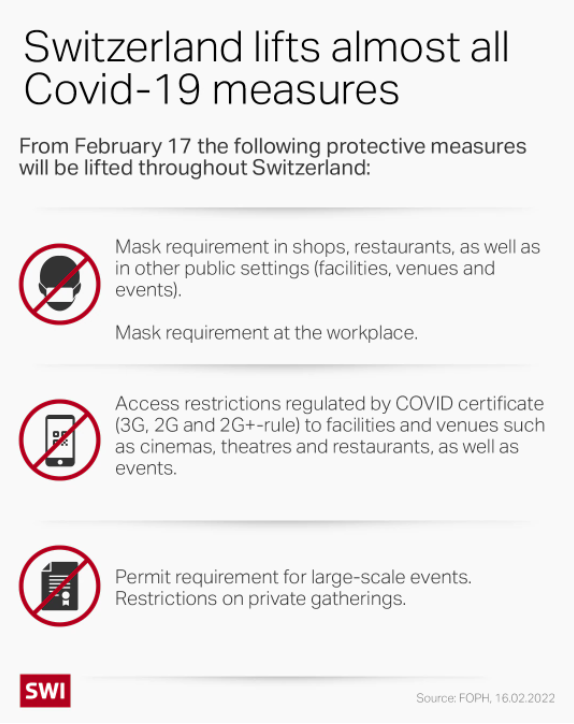 Switzerland lifts almost all
Covid-19 measures
From February 17 the following protective measures
will be lifted throughout Switzerland:
Mask requirement in shops, restaurants, as well as
in other public settings (facilities, venues and
events).
Mask requirement at the workplace.
Access restrictions regulated by COVID certificate
(3G, 2G and 2G+-rule) to facilities and venues such
as cinemas, theatres and restaurants, as well as
events.
Permit requirement for large-scale events.
Restrictions on private gatherings.
SWI
Source: FOPH, 16.02.2022